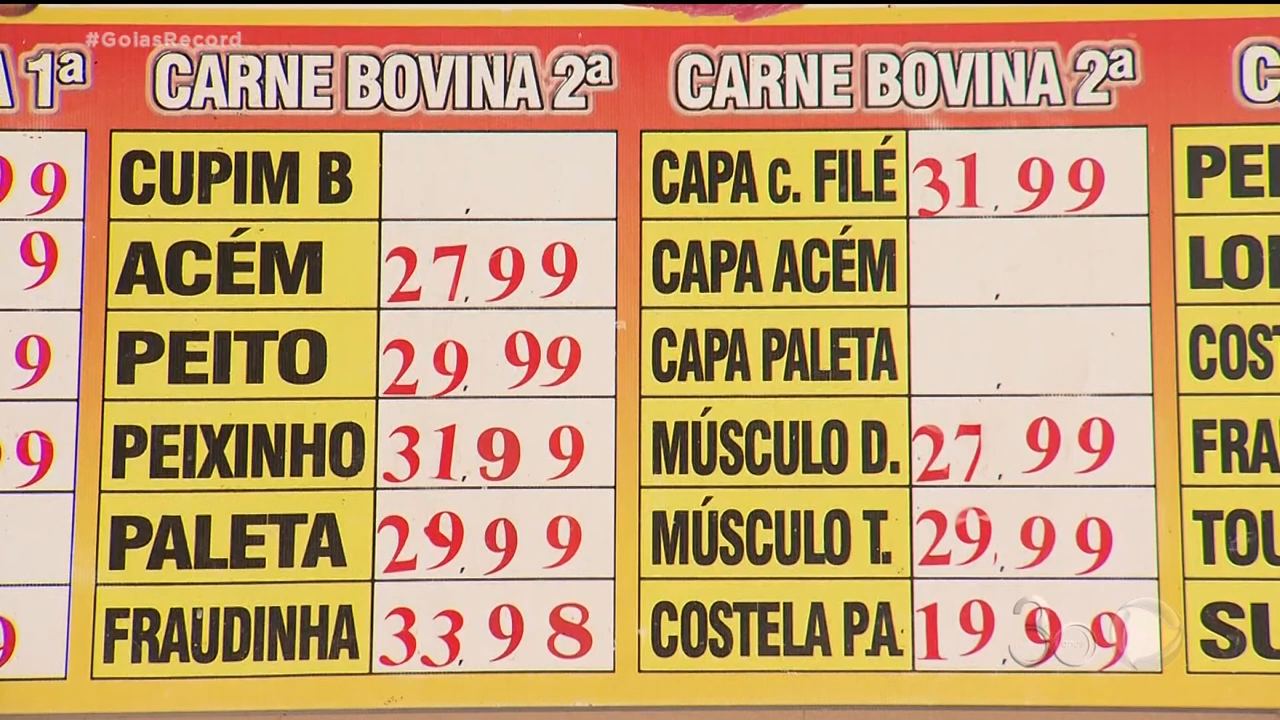 #GoiasRecord
1ª
CARNE BOVINA 2ª
CUPIM B ,
ACÉM 27,99
PEITO 29,99
PEIXINHO 31,99
PALETA 29,99
FRAUDINHA 33,98
CARNE BOVINA 2ª
CAPA c. FILÉ 31,99
CAPA ACÉM ,
CAPA PALETA ,
MÚSCULO D. 27,99
MÚSCULO T. 29,99
COSTELA P.A. 19,99